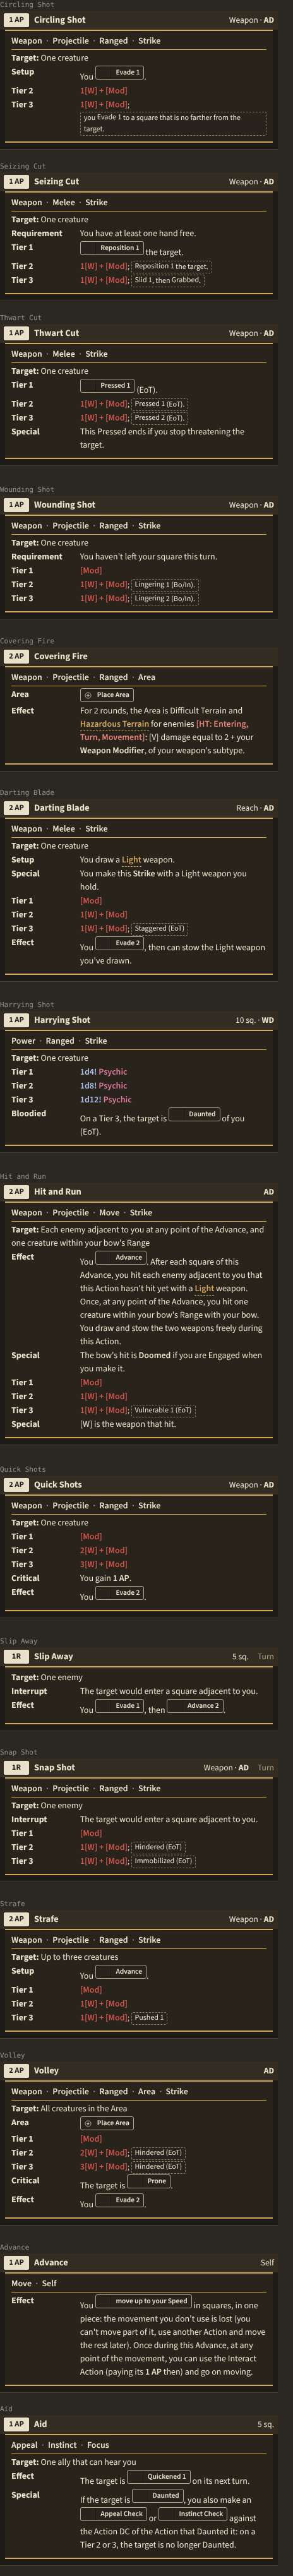 Circling Shot
1 AP Circling Shot Weapon · AD
Weapon · Projectile · Ranged · Strike
Target: One creature
Setup You Evade 1.
Tier 2 1[W] + [Mod]
Tier 3 1[W] + [Mod];
you Evade 1 to a square that is no farther from the
target.
Seizing Cut
1 AP Seizing Cut Weapon · AD
Weapon · Melee · Strike
Target: One creature
Requirement You have at least one hand free.
Tier 1 Reposition 1 the target.
Tier 2 1[W] + [Mod]; Reposition 1 the target.
Tier 3 1[W] + [Mod]; Slid 1, then Grabbed.
Thwart Cut
1 AP Thwart Cut Weapon · AD
Weapon · Melee · Strike
Target: One creature
Tier 1 Pressed 1 (EoT).
Tier 2 1[W] + [Mod]; Pressed 1 (EoT).
Tier 3 1[W] + [Mod]; Pressed 2 (EoT).
Special This Pressed ends if you stop threatening the
target.
Wounding Shot
1 AP Wounding Shot Weapon · AD
Weapon · Projectile · Ranged · Strike
Target: One creature
Requirement You haven't left your square this turn.
Tier 1 [Mod]
Tier 2 1[W] + [Mod]; Lingering 1 (Bo/In).
Tier 3 1[W] + [Mod]; Lingering 2 (Bo/In).
Covering Fire
2 AP Covering Fire
Weapon · Projectile · Ranged · Area
Area Place Area
Effect For 2 rounds, the Area is Difficult Terrain and
Hazardous Terrain for enemies [HT: Entering,
Turn, Movement]: [V] damage equal to 2 + your
Weapon Modifier, of your weapon's subtype.
Darting Blade
2 AP Darting Blade Reach · AD
Weapon · Melee · Strike
Target: One creature
Setup You draw a Light weapon.
Special You make this Strike with a Light weapon you
hold.
Tier 1 [Mod]
Tier 2 1[W] + [Mod]
Tier 3 1[W] + [Mod]; Staggered (EoT)
Effect You Evade 2, then can stow the Light weapon
you've drawn.
Harrying Shot
1 AP Harrying Shot 10 sq. · WD
Power · Ranged · Strike
Target: One creature
Tier 1 1d4! Psychic
Tier 2 1d8! Psychic
Tier 3 1d12! Psychic
Bloodied On a Tier 3, the target is Daunted of you
(EoT).
Hit and Run
2 AP Hit and Run AD
Weapon · Projectile · Move · Strike
Target: Each enemy adjacent to you at any point of the Advance, and
one creature within your bow's Range
Effect You Advance. After each square of this
Advance, you hit each enemy adjacent to you that
this Action hasn't hit yet with a Light weapon.
Once, at any point of the Advance, you hit one
creature within your bow's Range with your bow.
You draw and stow the two weapons freely during
this Action.
Special The bow's hit is Doomed if you are Engaged when
you make it.
Tier 1 [Mod]
Tier 2 1[W] + [Mod]
Tier 3 1[W] + [Mod]; Vulnerable 1 (EoT)
Special [W] is the weapon that hit.
Quick Shots
2 AP Quick Shots Weapon · AD
Weapon · Projectile · Ranged · Strike
Target: One creature
Tier 1 [Mod]
Tier 2 2[W] + [Mod]
Tier 3 3[W] + [Mod]
Critical You gain 1 AP.
Effect You Evade 2.
Slip Away
1R Slip Away 5 sq. Turn
Target: One enemy
Interrupt The target would enter a square adjacent to you.
Effect You Evade 1, then Advance 2.
Snap Shot
1R Snap Shot Weapon · AD Turn
Weapon · Projectile · Ranged · Strike
Target: One enemy
Interrupt The target would enter a square adjacent to you.
Tier 1 [Mod]
Tier 2 1[W] + [Mod]; Hindered (EoT)
Tier 3 1[W] + [Mod]; Immobilized (EoT)
Strafe
2 AP Strafe Weapon · AD
Weapon · Projectile · Ranged · Strike
Target: Up to three creatures
Setup You Advance.
Tier 1 [Mod]
Tier 2 1[W] + [Mod]
Tier 3 1[W] + [Mod]; Pushed 1
Volley
2 AP Volley AD
Weapon · Projectile · Ranged · Area · Strike
Target: All creatures in the Area
Area Place Area
Tier 1 [Mod]
Tier 2 2[W] + [Mod]; Hindered (EoT)
Tier 3 3[W] + [Mod]; Hindered (EoT)
Critical The target is Prone.
Effect You Evade 2.
Advance
1 AP Advance Self
Move · Self
Effect You move up to your Speed in squares, in one
piece: the movement you don't use is lost (you
can't move part of it, use another Action and move
the rest later). Once during this Advance, at any
point of the movement, you can use the Interact
Action (paying its 1 AP then) and go on moving.
Aid
1 AP Aid 5 sq.
Appeal · Instinct · Focus
Target: One ally that can hear you
Effect The target is Quickened 1 on its next turn.
Special If the target is Daunted, you also make an
Appeal Check or Instinct Check against
the Action DC of the Action that Daunted it: on a
Tier 2 or 3, the target is no longer Daunted.